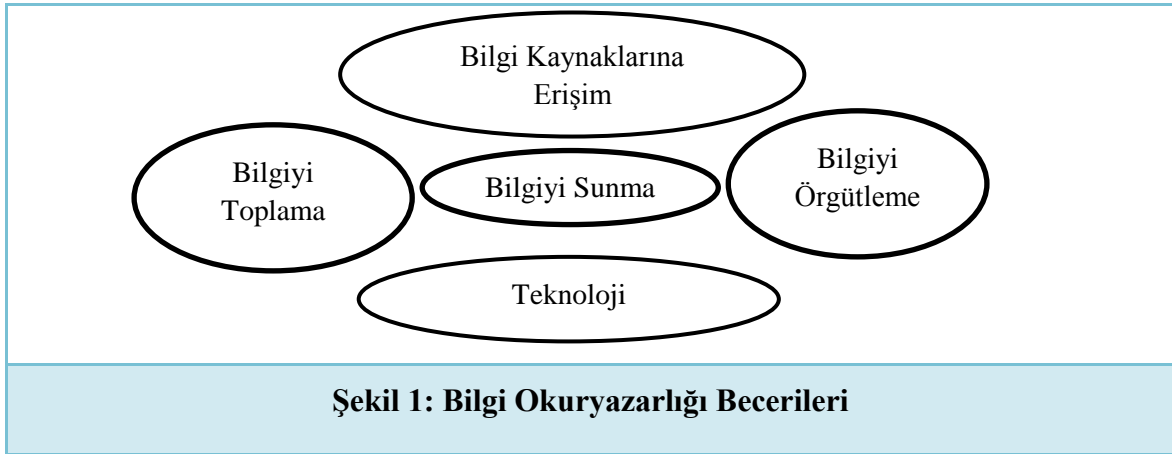 Bilgi Kaynaklarına
Erişim
Bilgiyi
Toplama
Bilgiyi Sunma
Bilgiyi
Örgütleme
Teknoloji
Şekil 1: Bilgi Okuryazarlığı Becerileri